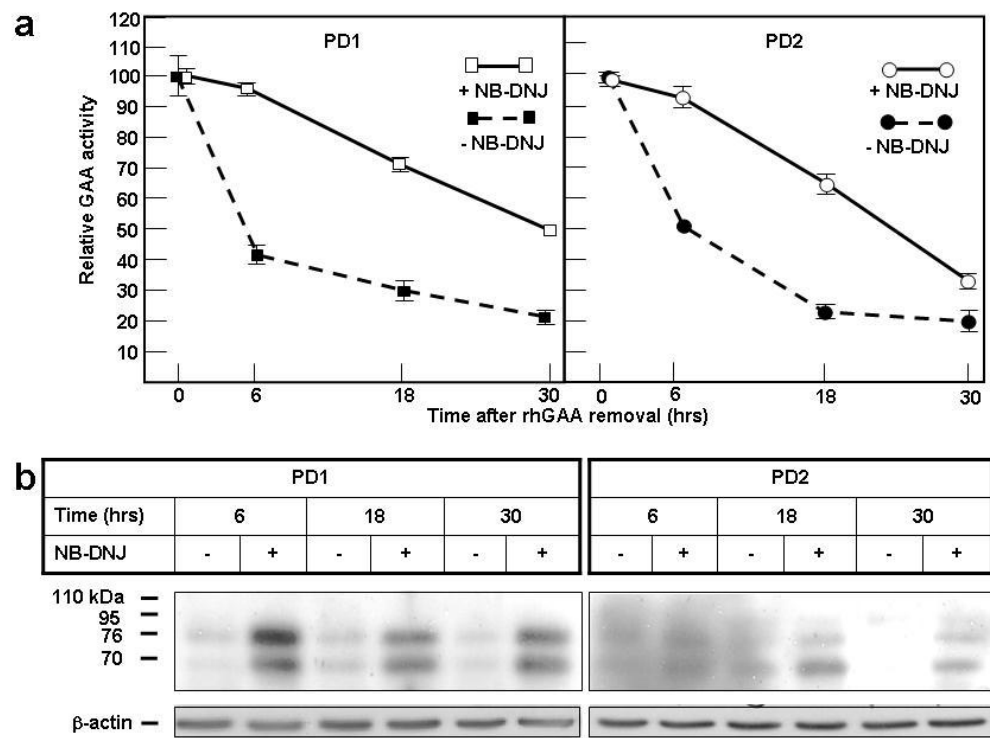 a
PD1
PD2
+ NB-DNJ
- NB-DNJ
+ NB-DNJ
- NB-DNJ
Relative GAA activity
120
110
100
90
80
70
60
50
40
30
20
10
0 6 18 30 0 6 18 30
Time after rhGAA removal (hrs)
b
PD1 PD2
Time (hrs) 6 18 30 6 18 30
NB-DNJ - + - + - + - + - + - +
110 kDa
95
76
70
β-actin